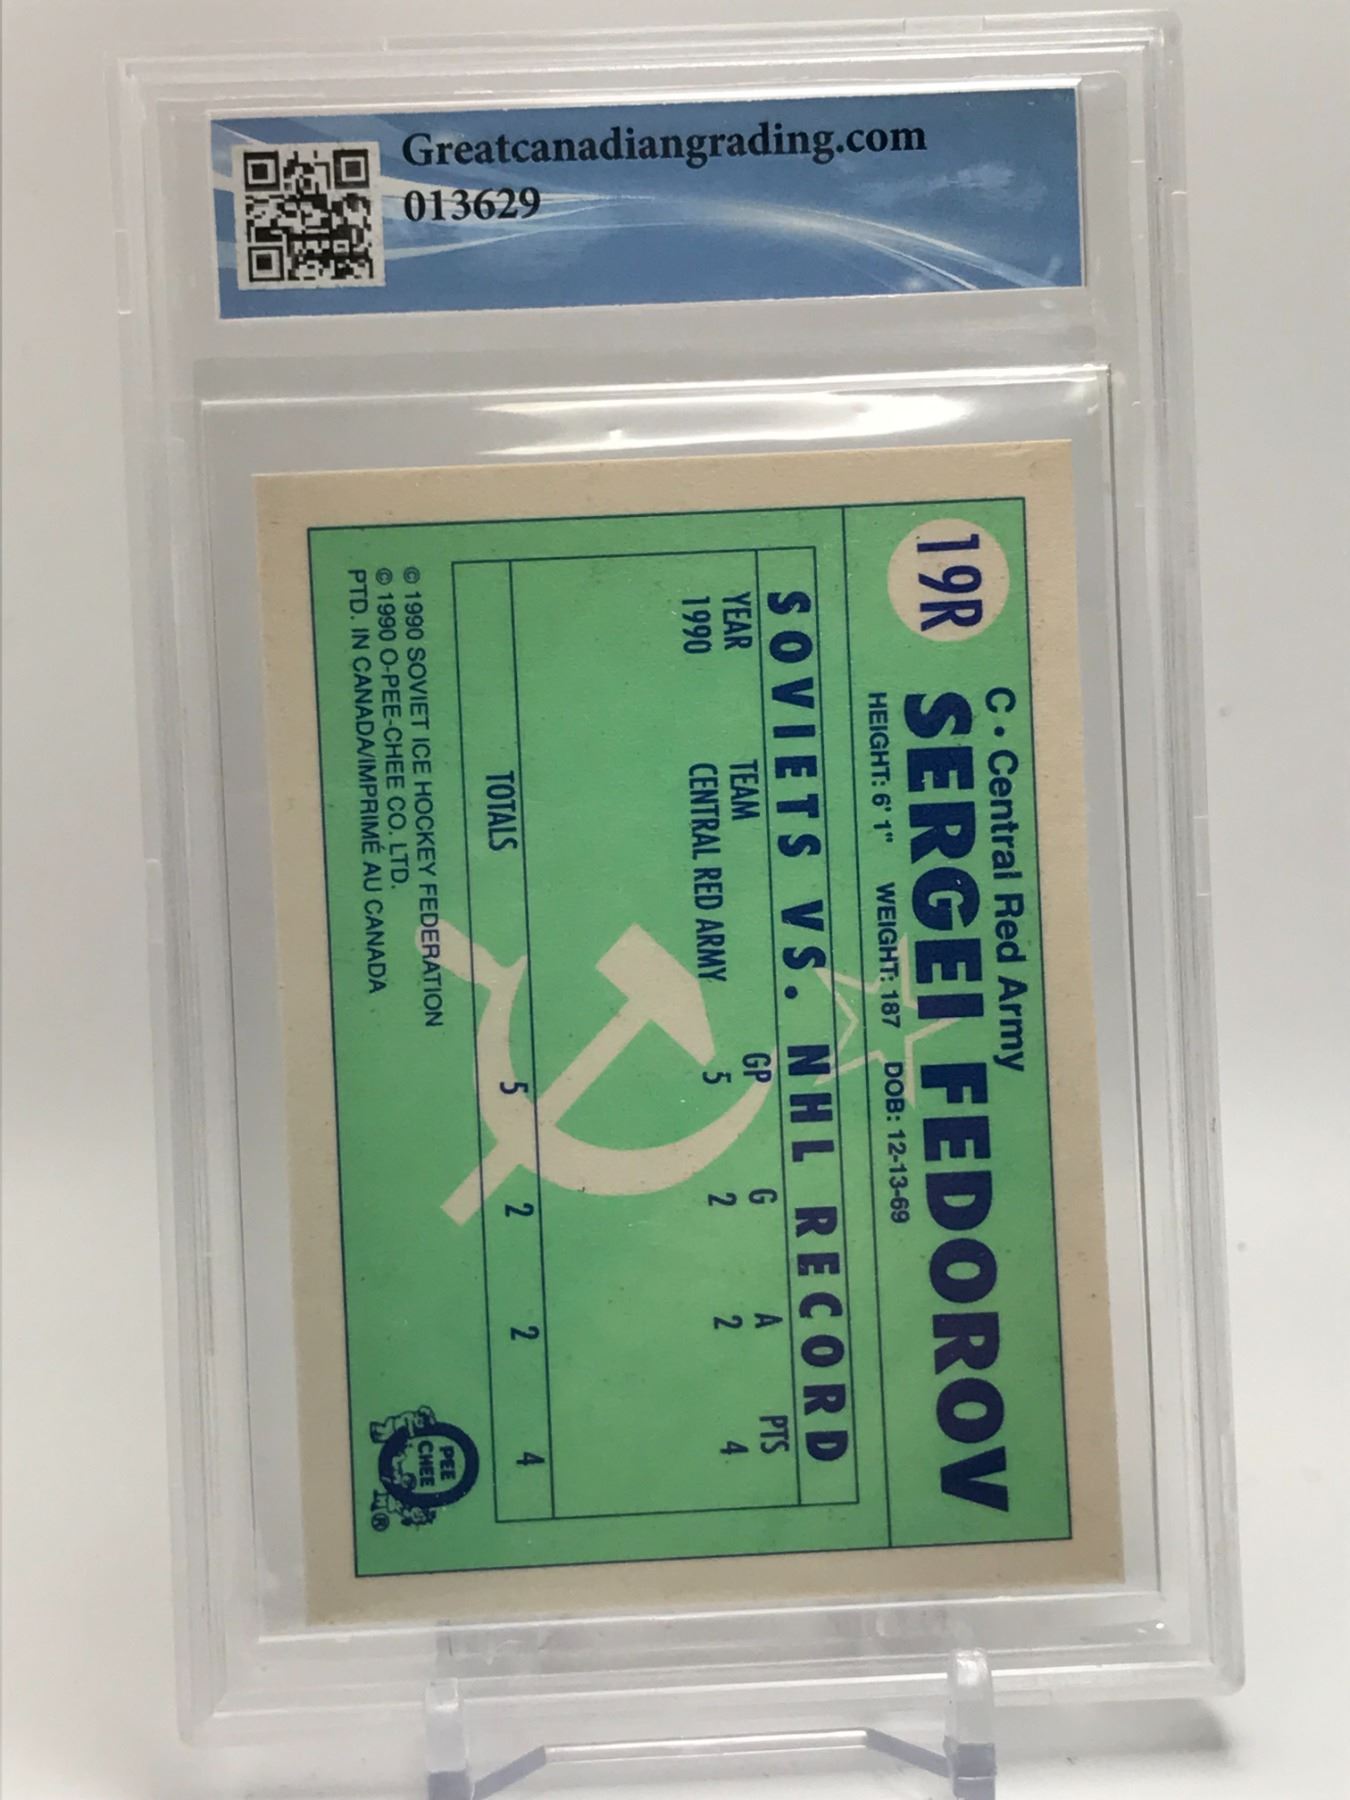 Greatcanadiangrading.com
013629
19R
C • Central Red Army
SERGEI FEDOROV
HEIGHT: 6' 1" WEIGHT: 187 DOB: 12-13-69
SOVIETS VS. NHL RECORD
YEAR TEAM GP G A PTS
1990 CENTRAL RED ARMY 5 2 2 4
TOTALS 5 2 2 4
© 1990 SOVIET ICE HOCKEY FEDERATION
© 1990 O-PEE-CHEE CO. LTD.
PTD. IN CANADA/IMPRIMÉ AU CANADA
O
PEE
CHEE
®